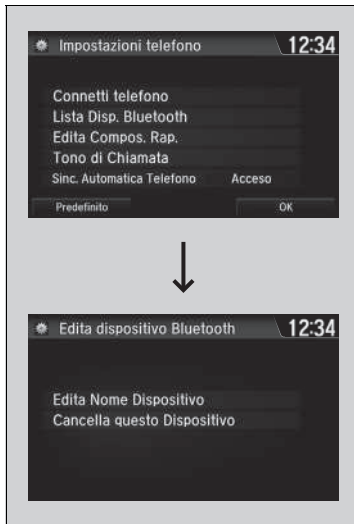 Impostazioni telefono 12:34
Connetti telefono
Lista Disp. Bluetooth
Edita Compos. Rap.
Tono di Chiamata
Sinc. Automatica Telefono Acceso
Predefinito OK
Edita dispositivo Bluetooth 12:34
Edita Nome Dispositivo
Cancella questo Dispositivo